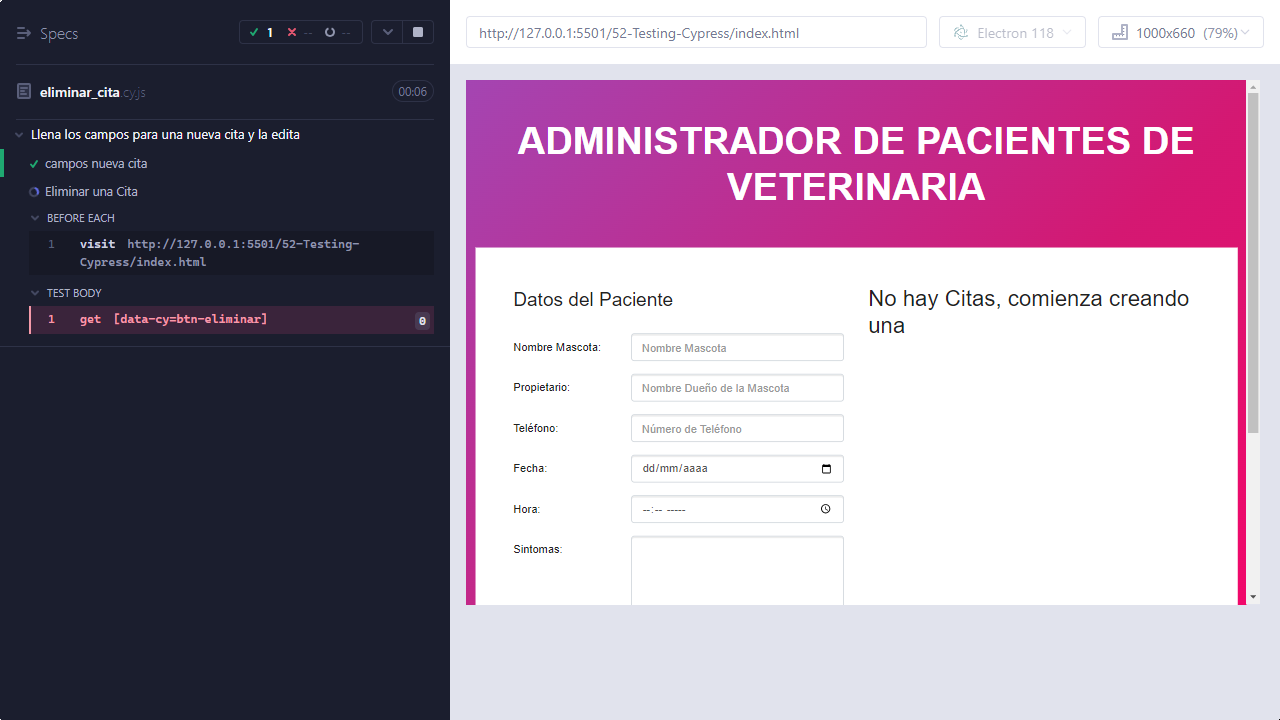 Specs
1
--
--
eliminar_cita.cy.js
00:06
Llena los campos para una nueva cita y la edita
campos nueva cita
Eliminar una Cita
BEFORE EACH
1 visit http://127.0.0.1:5501/52-Testing-
Cypress/index.html
TEST BODY
1 get [data-cy=btn-eliminar] 0
http://127.0.0.1:5501/52-Testing-Cypress/index.html
Electron 118
1000x660 (79%)
ADMINISTRADOR DE PACIENTES DE
VETERINARIA
Datos del Paciente
Nombre Mascota: Nombre Mascota
Propietario: Nombre Dueño de la Mascota
Teléfono: Número de Teléfono
Fecha: dd/mm/aaaa
Hora: --:-- -----
Sintomas:
No hay Citas, comienza creando
una